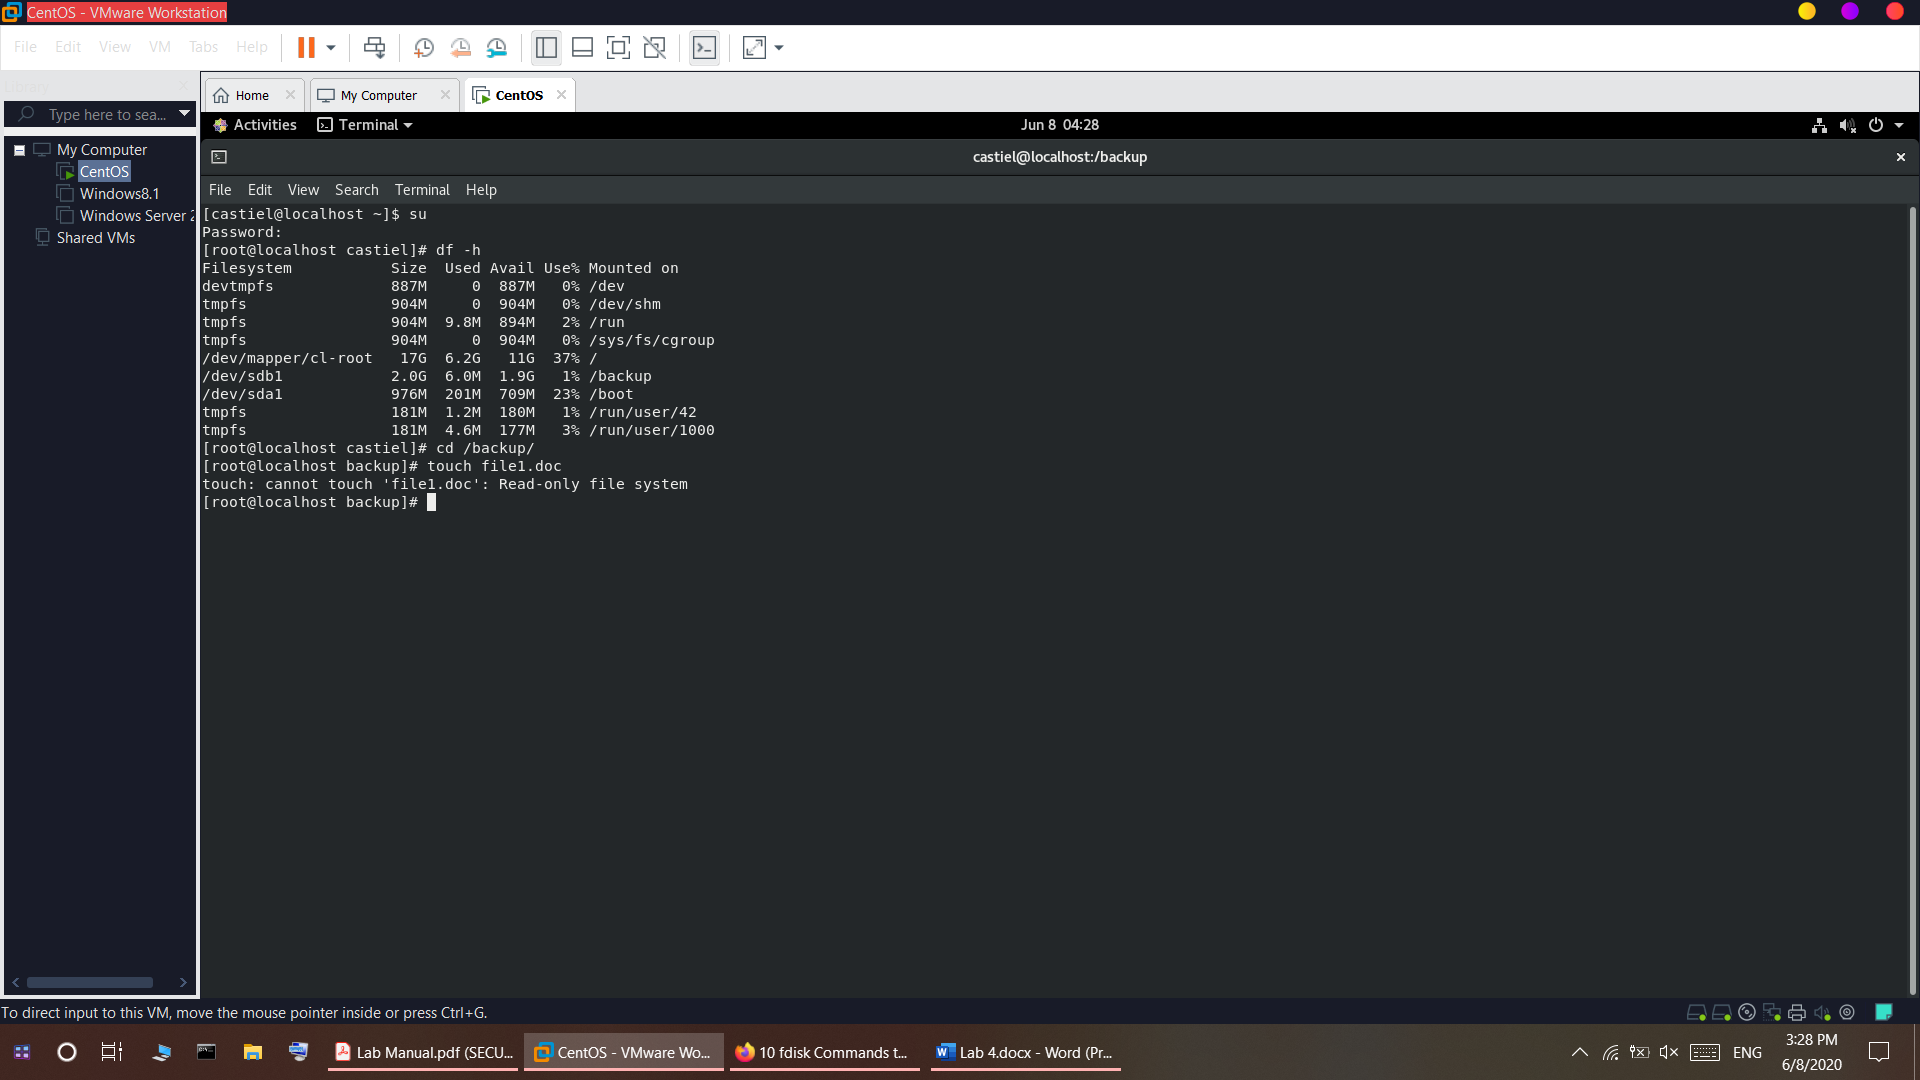 CentOS - VMware Workstation
File Edit View VM Tabs Help
Library
Type here to sea...
My Computer
CentOS
Windows8.1
Windows Server 2
Shared VMs
Home
My Computer
CentOS
Activities
Terminal
Jun 8 04:28
castiel@localhost:/backup
File Edit View Search Terminal Help
[castiel@localhost ~]$ su
Password:
[root@localhost castiel]# df -h
Filesystem Size Used Avail Use% Mounted on
devtmpfs 887M 0 887M 0% /dev
tmpfs 904M 0 904M 0% /dev/shm
tmpfs 904M 9.8M 894M 2% /run
tmpfs 904M 0 904M 0% /sys/fs/cgroup
/dev/mapper/cl-root 17G 6.2G 11G 37% /
/dev/sdb1 2.0G 6.0M 1.9G 1% /backup
/dev/sda1 976M 201M 709M 23% /boot
tmpfs 181M 1.2M 180M 1% /run/user/42
tmpfs 181M 4.6M 177M 3% /run/user/1000
[root@localhost castiel]# cd /backup/
[root@localhost backup]# touch file1.doc
touch: cannot touch 'file1.doc': Read-only file system
[root@localhost backup]#
To direct input to this VM, move the mouse pointer inside or press Ctrl+G.
Lab Manual.pdf (SECU...
CentOS - VMware Wo...
10 fdisk Commands t...
Lab 4.docx - Word (Pr...
ENG
3:28 PM
6/8/2020